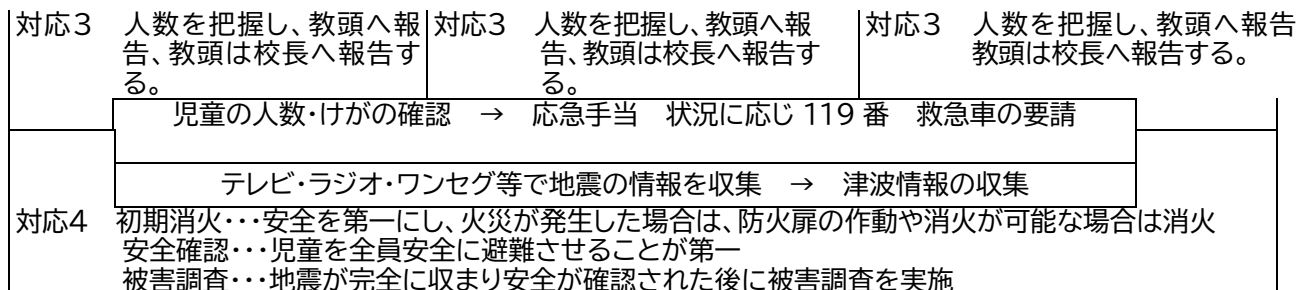 対応3 人数を把握し、教頭へ報告、教頭は校長へ報告する。
対応3 人数を把握し、教頭へ報告、教頭は校長へ報告する。
対応3 人数を把握し、教頭へ報告教頭は校長へ報告する。
児童の人数・けがの確認 → 応急手当 状況に応じ 119 番 救急車の要請
テレビ・ラジオ・ワンセグ等で地震の情報を収集 → 津波情報の収集
対応4 初期消火・・・安全を第一にし、火災が発生した場合は、防火扉の作動や消火が可能な場合は消火
安全確認・・・児童を全員安全に避難させることが第一
被害調査・・・地震が完全に収まり安全が確認された後に被害調査を実施